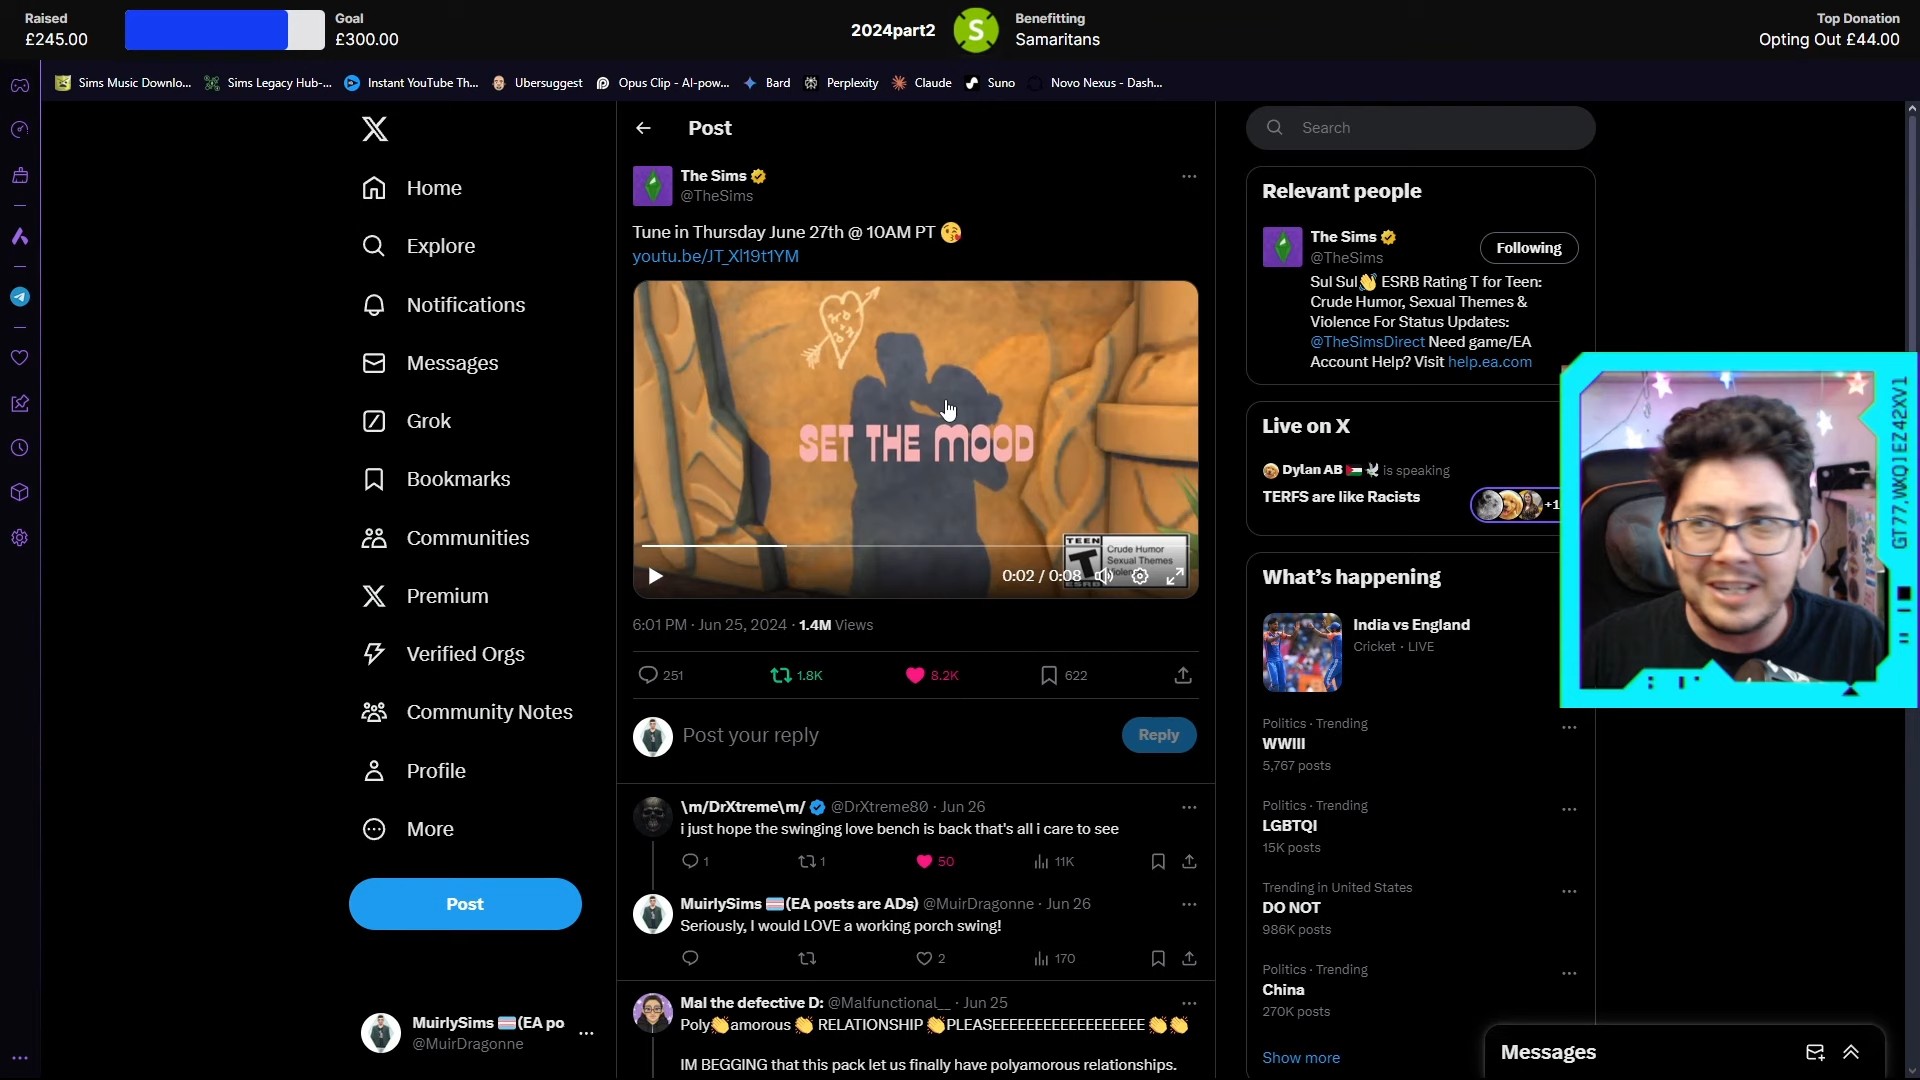 Raised
£245.00
Goal
£300.00
2024part2
S
Benefitting
Samaritans
Top Donation
Opting Out £44.00
Sims Music Downlo...
Sims Legacy Hub-...
Instant YouTube Th...
Ubersuggest
Opus Clip - AI-pow...
Bard
Perplexity
Claude
Suno
Novo Nexus - Dash...
Home
Explore
Notifications
Messages
Grok
Bookmarks
Communities
Premium
Verified Orgs
Community Notes
Profile
More
Post
MuirlySims (EA po
@MuirDragonne
Post
The Sims
@TheSims
Tune in Thursday June 27th @ 10AM PT 😘
youtu.be/JT_Xl19t1YM
SET THE MOOD
TEEN
T
ESRB
Crude Humor
Sexual Themes
0:02 / 0:08
6:01 PM · Jun 25, 2024 · 1.4M Views
251
1.8K
8.2K
622
Post your reply
Reply
\m/DrXtreme\m/ @DrXtreme80 · Jun 26
i just hope the swinging love bench is back that's all i care to see
1
1
50
11K
MuirlySims (EA posts are ADs) @MuirDragonne · Jun 26
Seriously, I would LOVE a working porch swing!
2
170
Mal the defective D: @Malfunctional__ · Jun 25
Poly👏amorous 👏 RELATIONSHIP 👏PLEASEEEEEEEEEEEEEEEEEE 👏👏
IM BEGGING that this pack let us finally have polyamorous relationships.
Search
Relevant people
The Sims
@TheSims
Following
Sul Sul👋 ESRB Rating T for Teen:
Crude Humor, Sexual Themes &
Violence For Status Updates:
@TheSimsDirect Need game/EA
Account Help? Visit help.ea.com
Live on X
Dylan AB 🇵🇸 🕊 is speaking
TERFS are like Racists
+1
What's happening
India vs England
Cricket · LIVE
Politics · Trending
WWIII
5,767 posts
Politics · Trending
LGBTQI
15K posts
Trending in United States
DO NOT
986K posts
Politics · Trending
China
270K posts
Show more
Messages